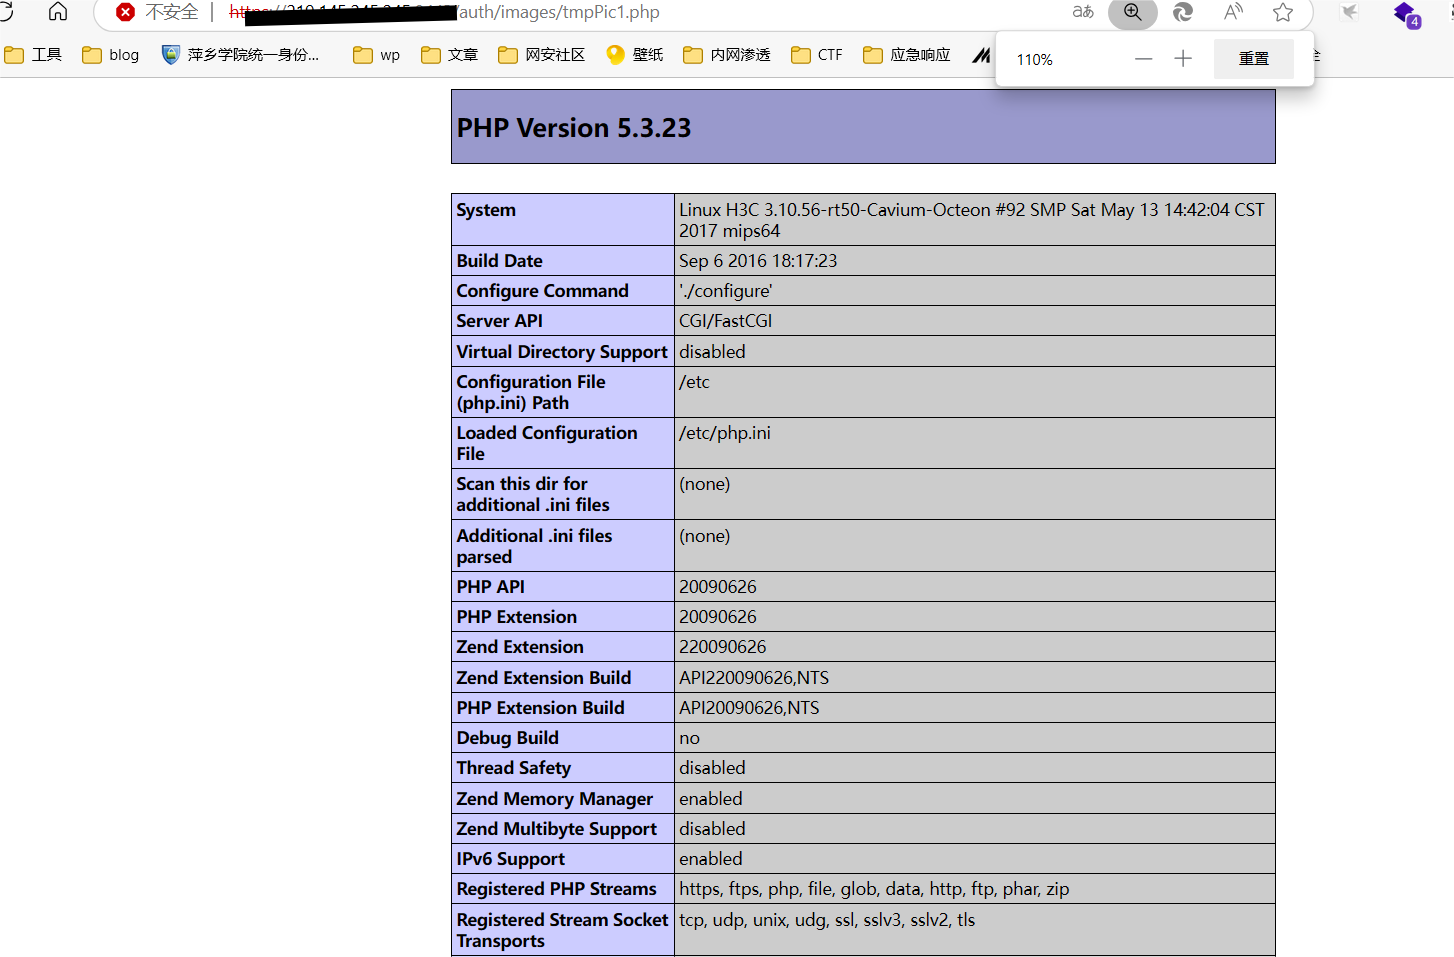 不安全 | https:// /auth/images/tmpPic1.php aあ A
4
工具 blog 萍乡学院统一身份... wp 文章 网安社区 壁纸 内网渗透 CTF 应急响应
110% 重置
PHP Version 5.3.23
System Linux H3C 3.10.56-rt50-Cavium-Octeon #92 SMP Sat May 13 14:42:04 CST
2017 mips64
Build Date Sep 6 2016 18:17:23
Configure Command './configure'
Server API CGI/FastCGI
Virtual Directory Support disabled
Configuration File /etc
(php.ini) Path
Loaded Configuration /etc/php.ini
File
Scan this dir for (none)
additional .ini files
Additional .ini files (none)
parsed
PHP API 20090626
PHP Extension 20090626
Zend Extension 220090626
Zend Extension Build API220090626,NTS
PHP Extension Build API20090626,NTS
Debug Build no
Thread Safety disabled
Zend Memory Manager enabled
Zend Multibyte Support disabled
IPv6 Support enabled
Registered PHP Streams https, ftps, php, file, glob, data, http, ftp, phar, zip
Registered Stream Socket tcp, udp, unix, udg, ssl, sslv3, sslv2, tls
Transports